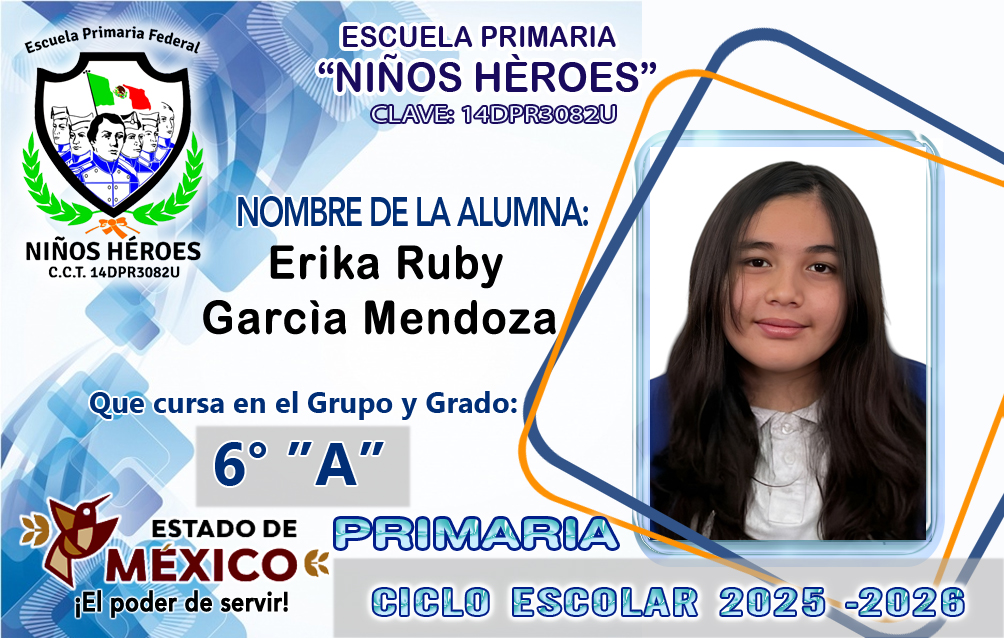 Escuela Primaria Federal
NIÑOS HÉROES
C.C.T. 14DPR3082U
ESCUELA PRIMARIA
“NIÑOS HÈROES”
CLAVE: 14DPR3082U
NOMBRE DE LA ALUMNA:
Erika Ruby
Garcìa Mendoza
Que cursa en el Grupo y Grado:
6° ”A”
ESTADO DE
MÉXICO
¡El poder de servir!
PRIMARIA
CICLO ESCOLAR 2025 -2026